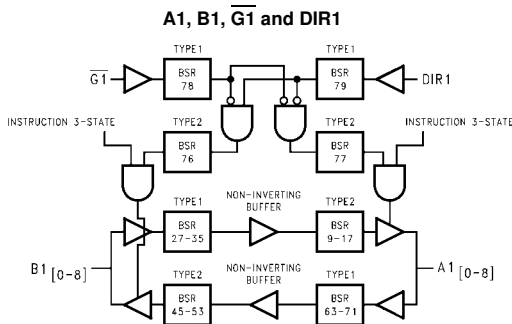 A1, B1, G1 and DIR1
TYPE1 TYPE1
G1 BSR 78 BSR 79 DIR1
INSTRUCTION 3-STATE TYPE2 TYPE2 INSTRUCTION 3-STATE
BSR 76 BSR 77
TYPE1 NON-INVERTING BUFFER TYPE2
BSR 27-35 BSR 9-17
B1 [0-8] A1 [0-8]
TYPE2 NON-INVERTING BUFFER TYPE1
BSR 45-53 BSR 63-71